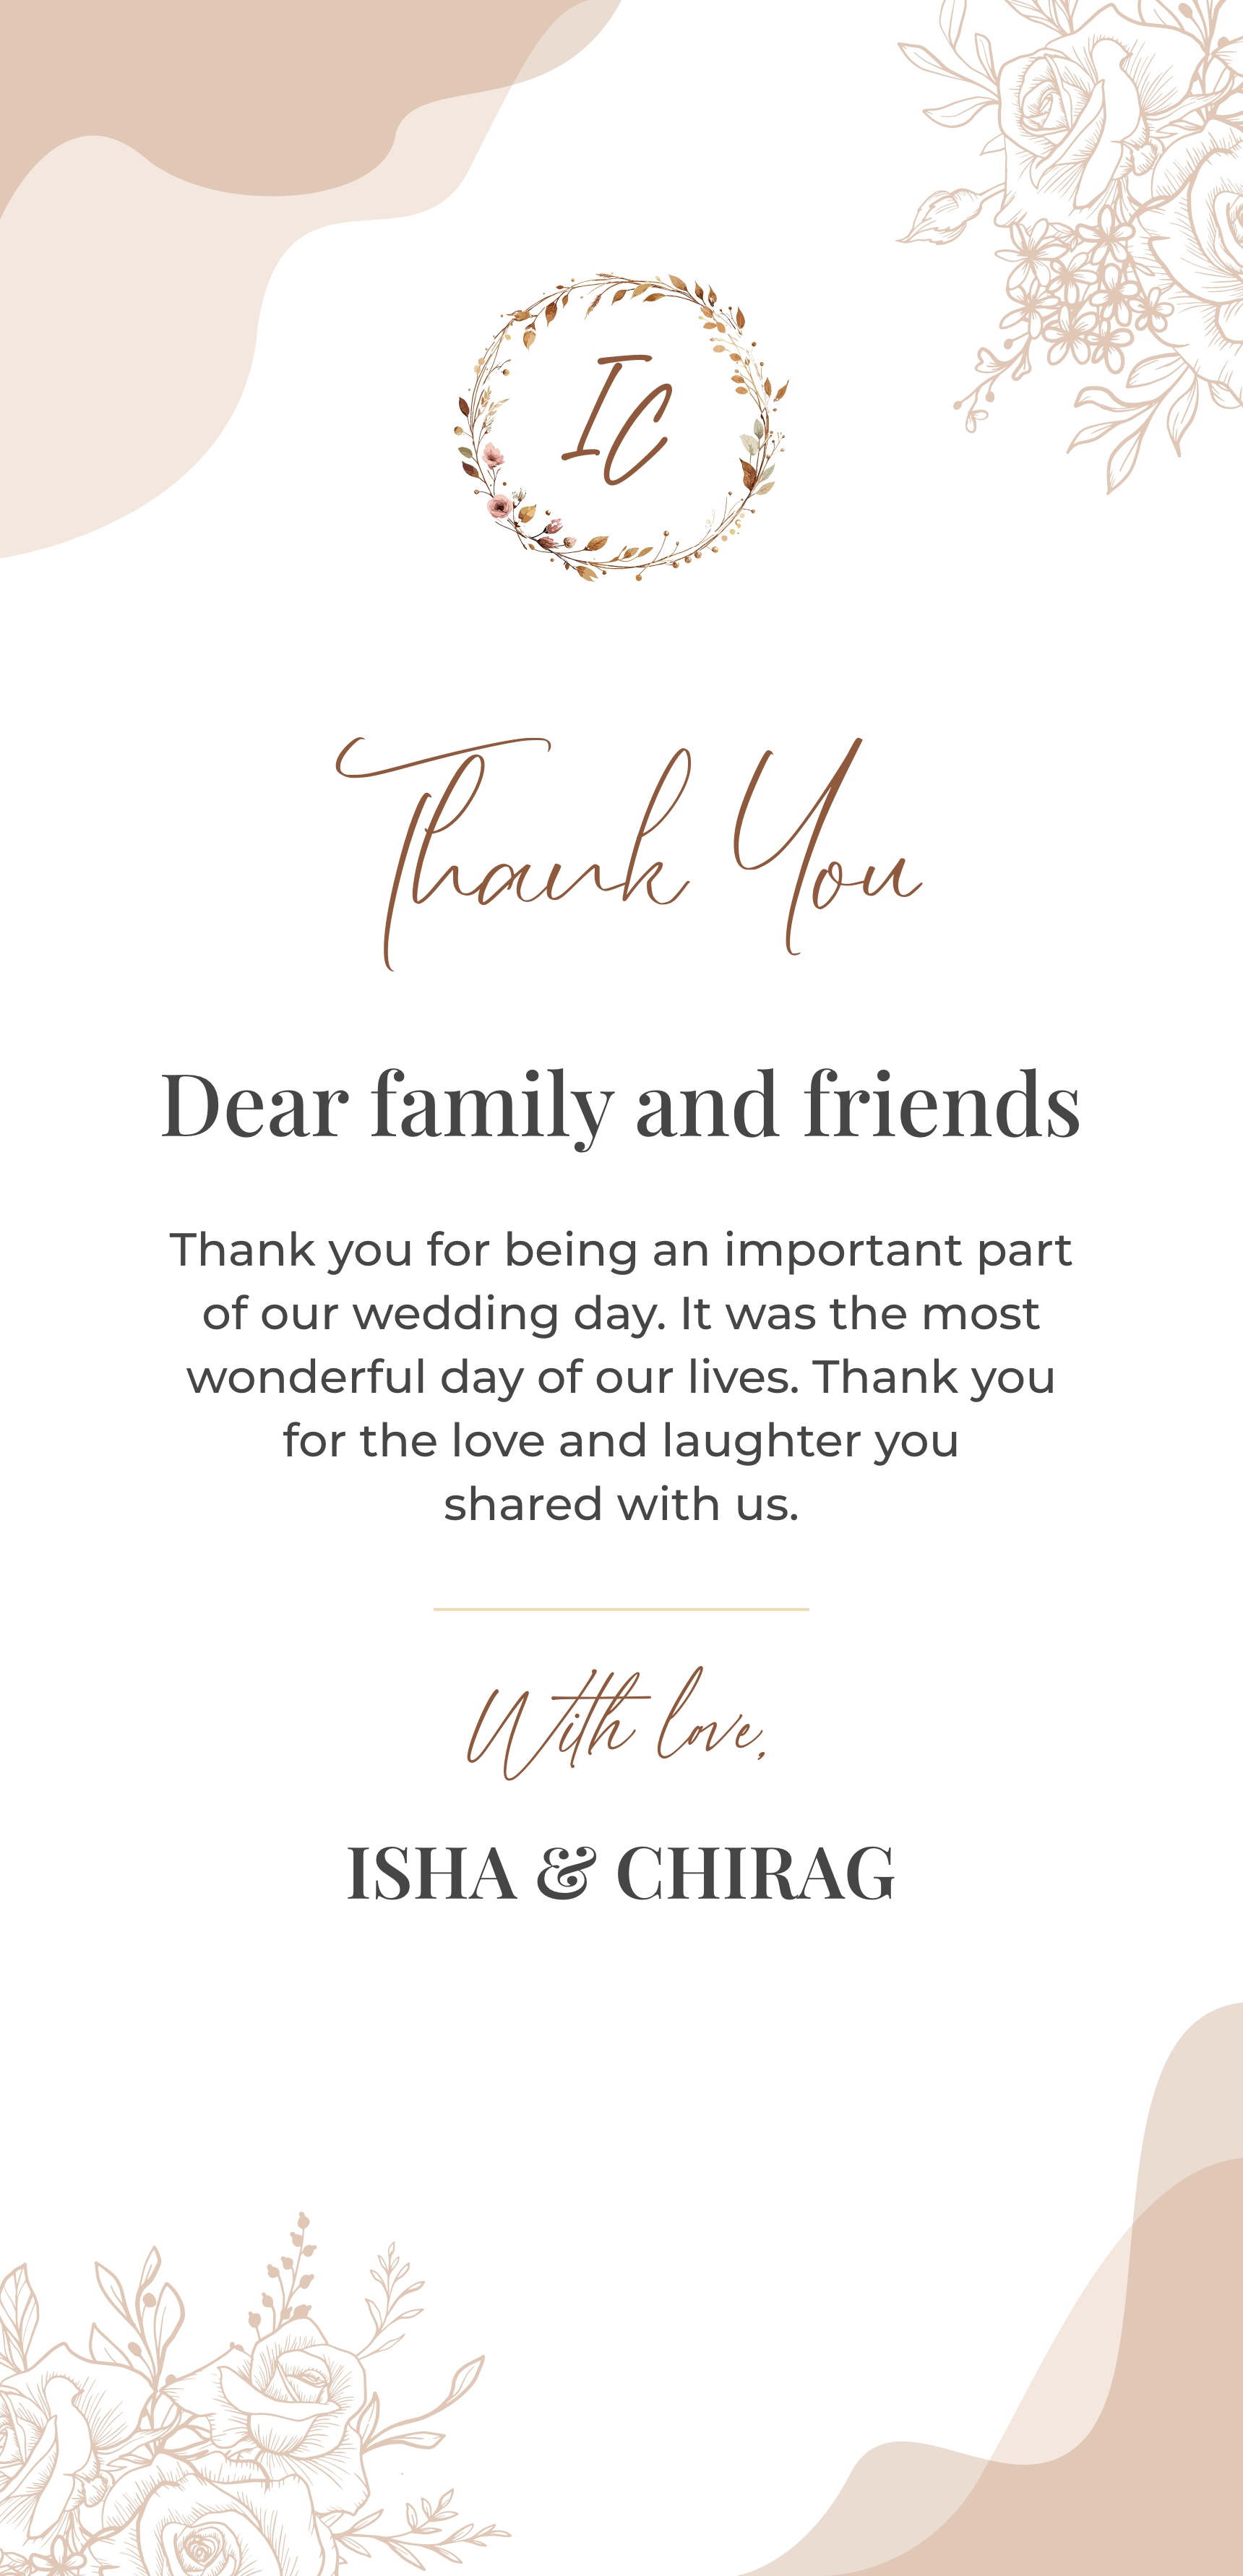 IC
Thank You
Dear family and friends
Thank you for being an important part
of our wedding day. It was the most
wonderful day of our lives. Thank you
for the love and laughter you
shared with us.
With love,
ISHA & CHIRAG